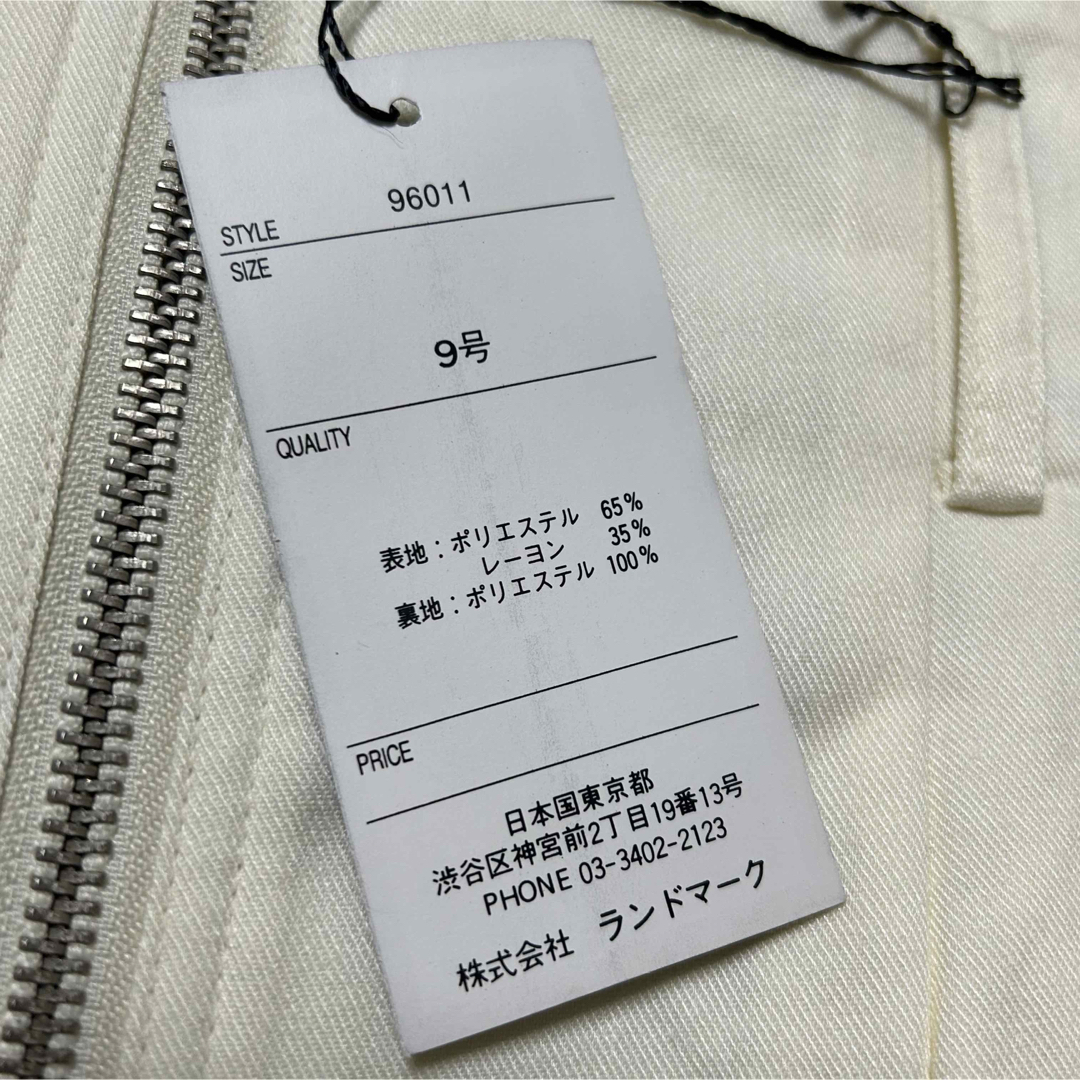 96011
STYLE
SIZE
9号
QUALITY
表地：ポリエステル 65%
レーヨン 35%
裏地：ポリエステル 100%
PRICE
日本国東京都
渋谷区神宮前2丁目19番13号
PHONE 03-3402-2123
株式会社 ランドマーク